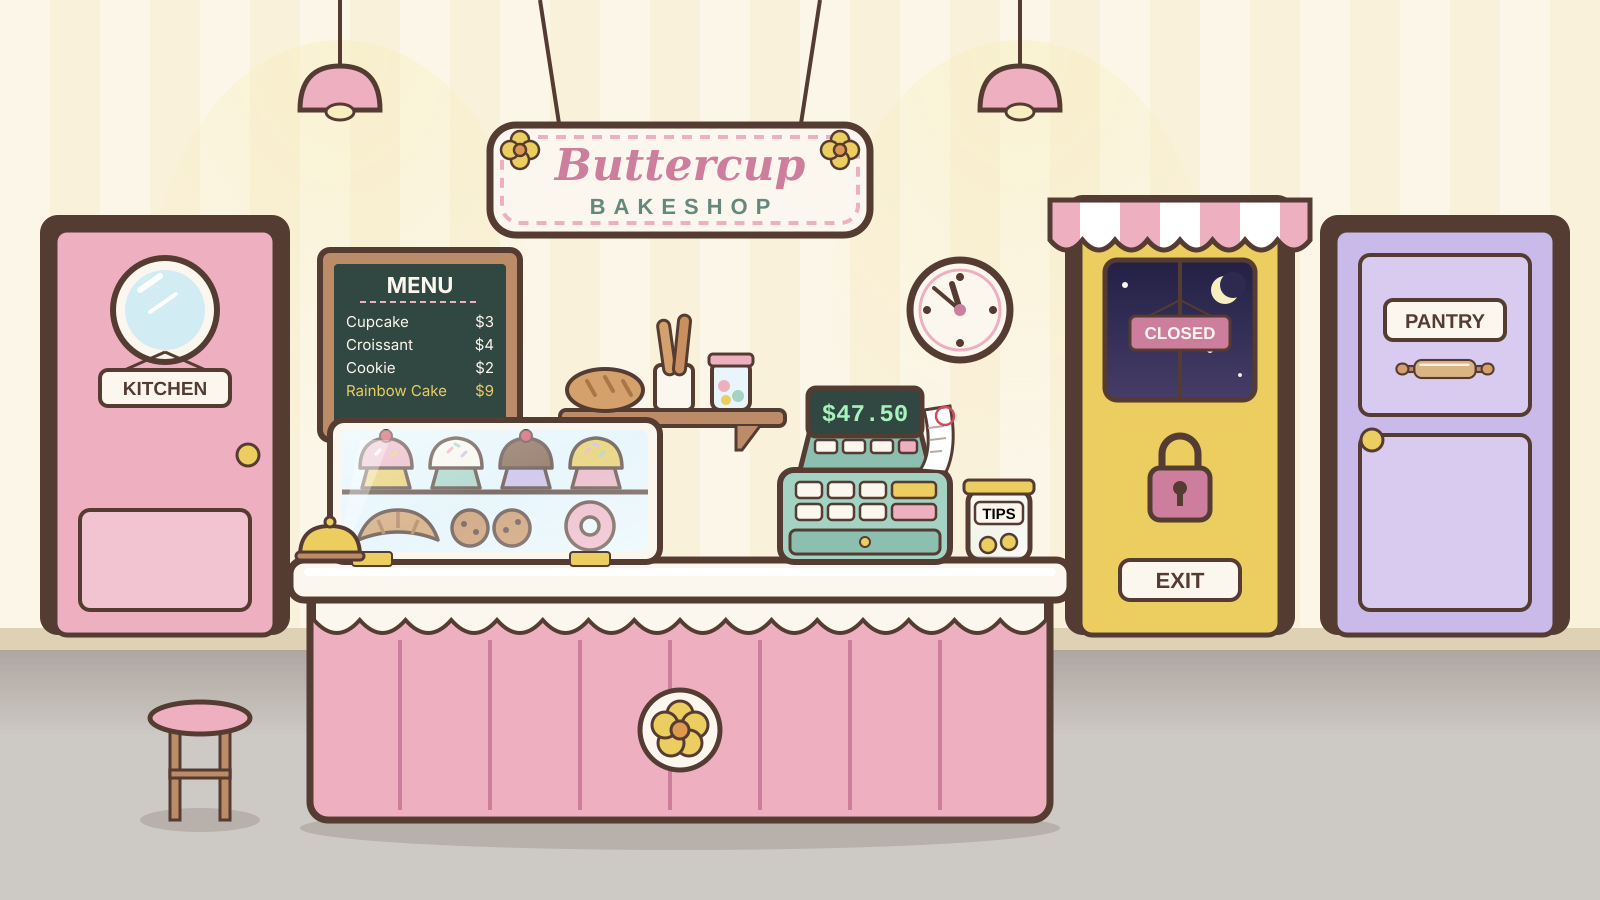 Buttercup
BAKESHOP
KITCHEN
MENU
Cupcake $3
Croissant $4
Cookie $2
Rainbow Cake $9
$47.50
TIPS
CLOSED
EXIT
PANTRY